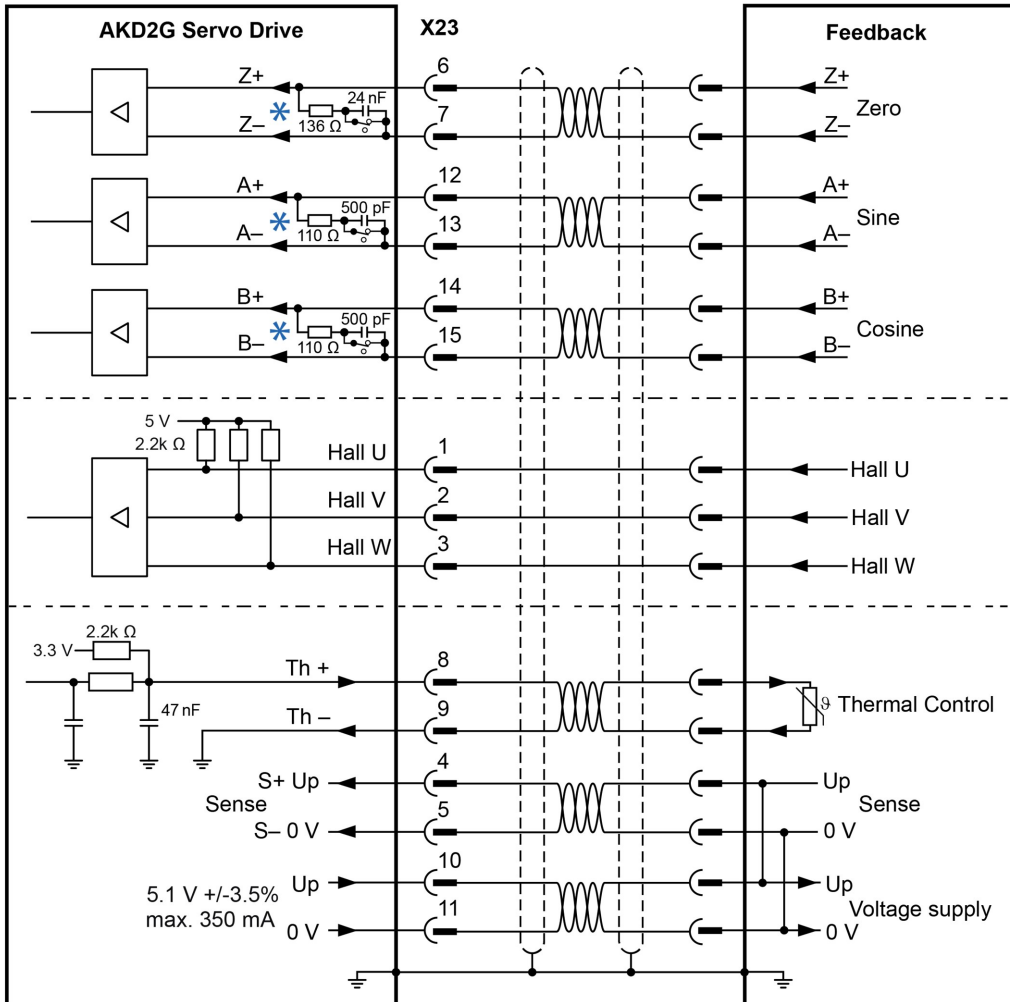 AKD2G Servo Drive
X23
Feedback
Z+
6
Z+
24 nF
Zero
*
136 Ω
7
Z–
Z–
A+
12
A+
500 pF
Sine
*
110 Ω
13
A–
A–
B+
14
B+
500 pF
Cosine
*
110 Ω
15
B–
B–
5 V
2.2k Ω
Hall U
1
Hall U
Hall V
2
Hall V
Hall W
3
Hall W
2.2k Ω
3.3 V
Th +
8
47 nF
ϑ Thermal Control
Th –
9
S+ Up
4
Up
Sense
Sense
S– 0 V
5
0 V
10
5.1 V +/-3.5%
Up
Up
max. 350 mA
11
Voltage supply
0 V
0 V